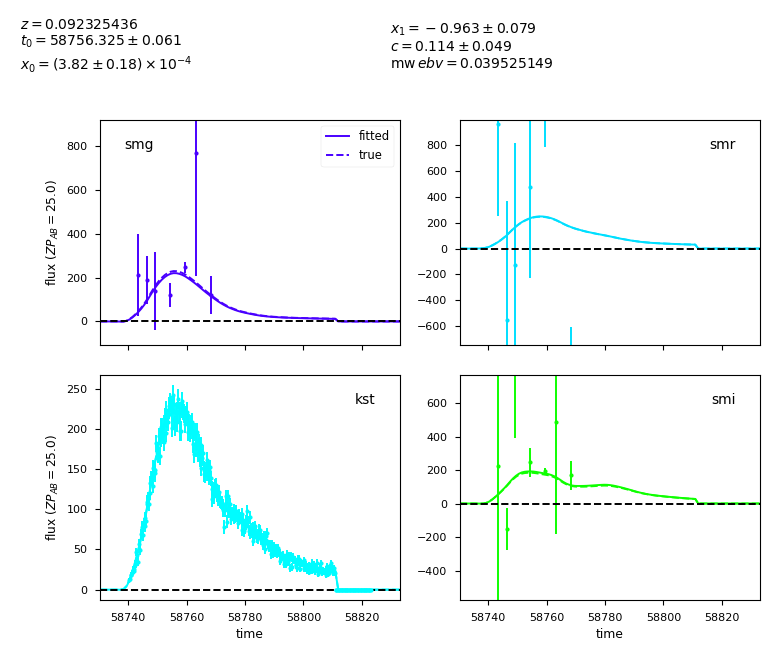 z = 0.092325436
t₀ = 58756.325 ± 0.061
x₀ = (3.82 ± 0.18) × 10⁻⁴
x₁ = −0.963 ± 0.079
c = 0.114 ± 0.049
mw ebv = 0.039525149
smg
fitted
true
flux (ZP_AB = 25.0)
800
600
400
200
0
smr
800
600
400
200
0
−200
−400
−600
kst
flux (ZP_AB = 25.0)
250
200
150
100
50
0
58740 58760 58780 58800 58820
time
smi
600
400
200
0
−200
−400
58740 58760 58780 58800 58820
time